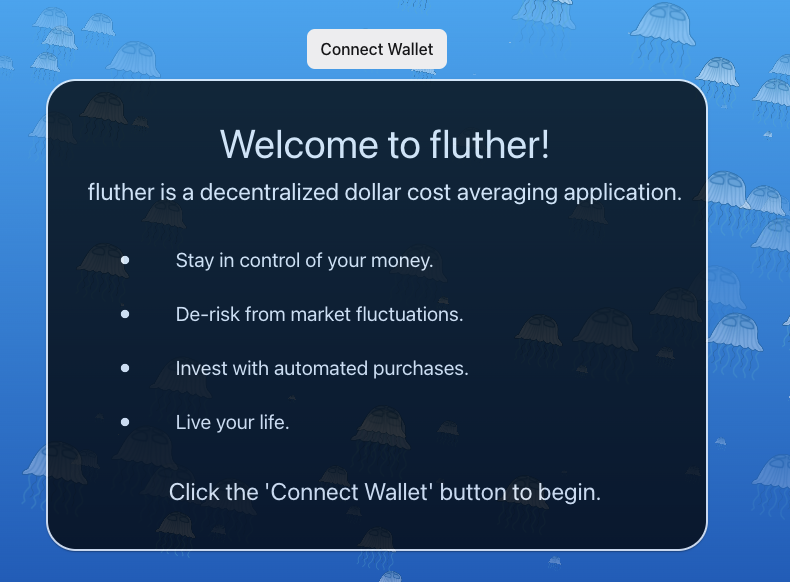 Connect Wallet
Welcome to fluther!
fluther is a decentralized dollar cost averaging application.
• Stay in control of your money.
• De-risk from market fluctuations.
• Invest with automated purchases.
• Live your life.
Click the 'Connect Wallet' button to begin.